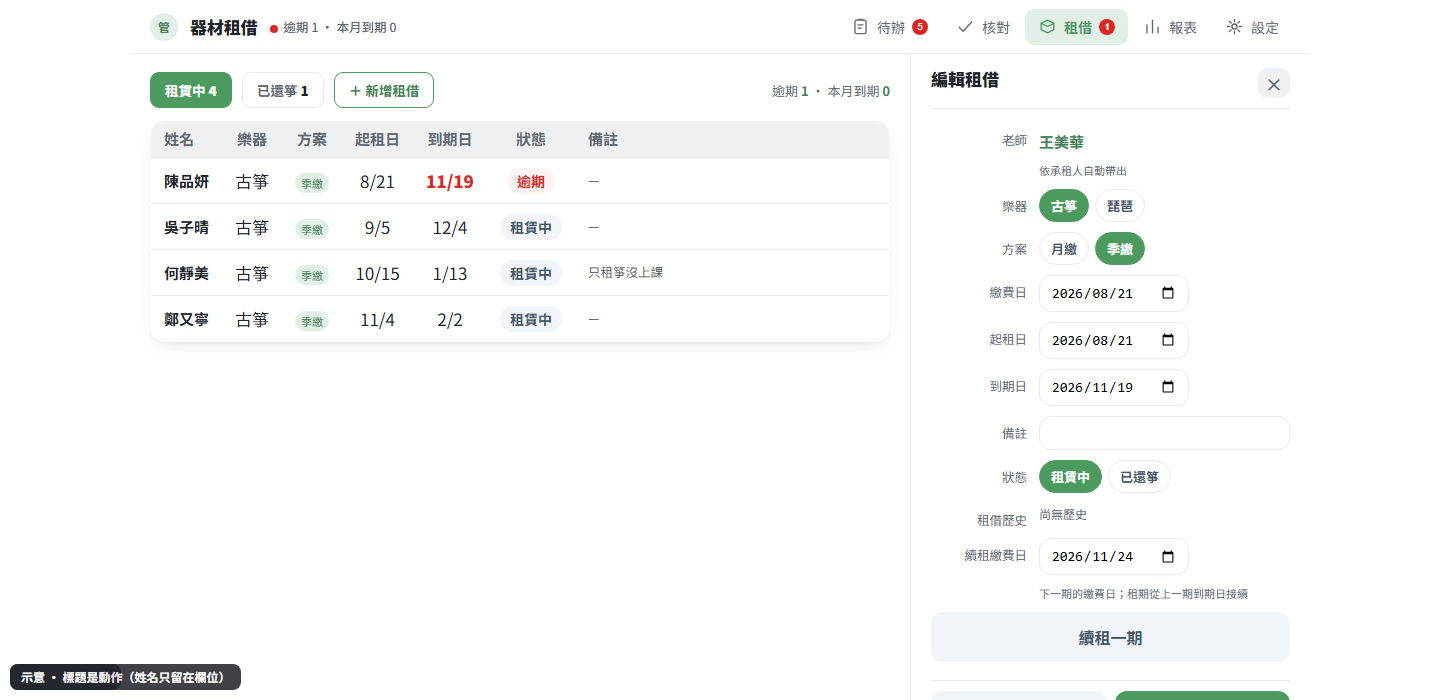 管 器材租借 逾期 1 · 本月到期 0
待辦 5 核對 租借 1 報表 設定
租賃中 4 已還箏 1 ＋ 新增租借 逾期 1 · 本月到期 0
姓名 樂器 方案 起租日 到期日 狀態 備註
陳品妍 古箏 季繳 8/21 11/19 逾期 —
吳子晴 古箏 季繳 9/5 12/4 租賃中 —
何靜美 古箏 季繳 10/15 1/13 租賃中 只租箏沒上課
鄭又寧 古箏 季繳 11/4 2/2 租賃中 —
編輯租借
老師 王美華
依承租人自動帶出
樂器 古箏 琵琶
方案 月繳 季繳
繳費日 2026/08/21
起租日 2026/08/21
到期日 2026/11/19
備註
狀態 租賃中 已還箏
租借歷史 尚無歷史
續租繳費日 2026/11/24
下一期的繳費日；租期從上一期到期日接續
續租一期
示意 · 標題是動作（姓名只留在欄位）